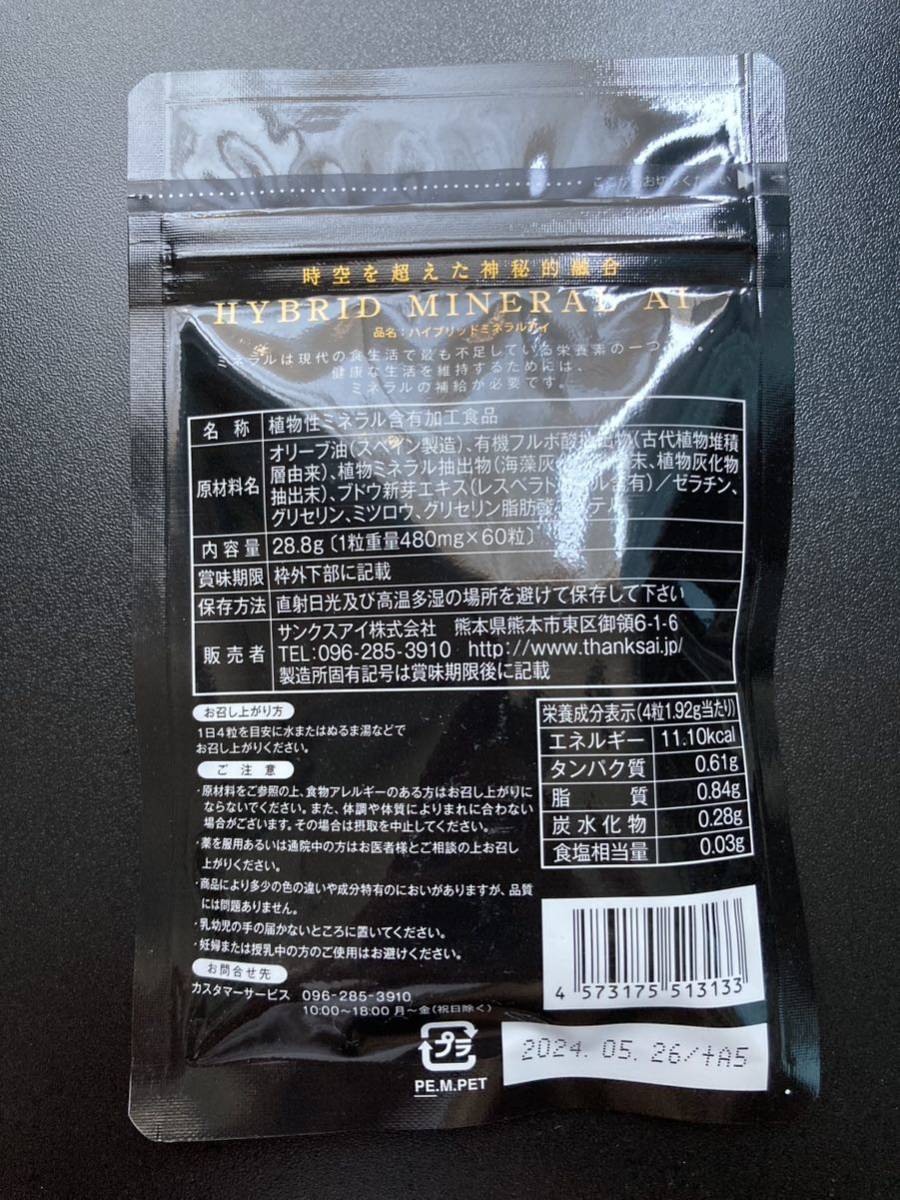 ここからお切りください
時空を超えた神秘的融合
HYBRID MINERAL AI
品名：ハイブリッドミネラルアイ
ミネラルは現代の食生活で最も不足している栄養素の一つ
健康な生活を維持するためには、
ミネラルの補給が必要です。
名称 植物性ミネラル含有加工食品
原材料名 オリーブ油(スペイン製造)、有機フルボ酸抽出物(古代植物堆積
層由来)、植物ミネラル抽出物(海藻灰 末、植物灰化物
抽出末)、ブドウ新芽エキス(レスベラト ル含有)／ゼラチン、
グリセリン、ミツロウ、グリセリン脂肪酸 テル
内容量 28.8g〔1粒重量480mg×60粒〕
賞味期限 枠外下部に記載
保存方法 直射日光及び高温多湿の場所を避けて保存して下さい
販売者 サンクスアイ株式会社 熊本県熊本市東区御領6-1-6
TEL:096-285-3910 http://www.thanksai.jp/
製造所固有記号は賞味期限後に記載
お召し上がり方
1日4粒を目安に水またはぬるま湯などで
お召し上がりください。
ご注意
・原材料をご参照の上、食物アレルギーのある方はお召し上がりに
ならないでください。また、体調や体質によりまれに合わない
場合がございます。その場合は摂取を中止してください。
・薬を服用あるいは通院中の方はお医者様とご相談の上お召し
上がりください。
・商品により多少の色の違いや成分特有のにおいがありますが、品質
には問題ありません。
・乳幼児の手の届かないところに置いてください。
・妊婦または授乳中の方のご使用はお避けください。
お問合せ先
カスタマーサービス 096-285-3910
10:00～18:00 月～金(祝日除く)
栄養成分表示(4粒1.92g当たり)
エネルギー 11.10kcal
タンパク質 0.61g
脂質 0.84g
炭水化物 0.28g
食塩相当量 0.03g
4 573175 513133
プラ
PE.M.PET
2024. 05. 26/+A5